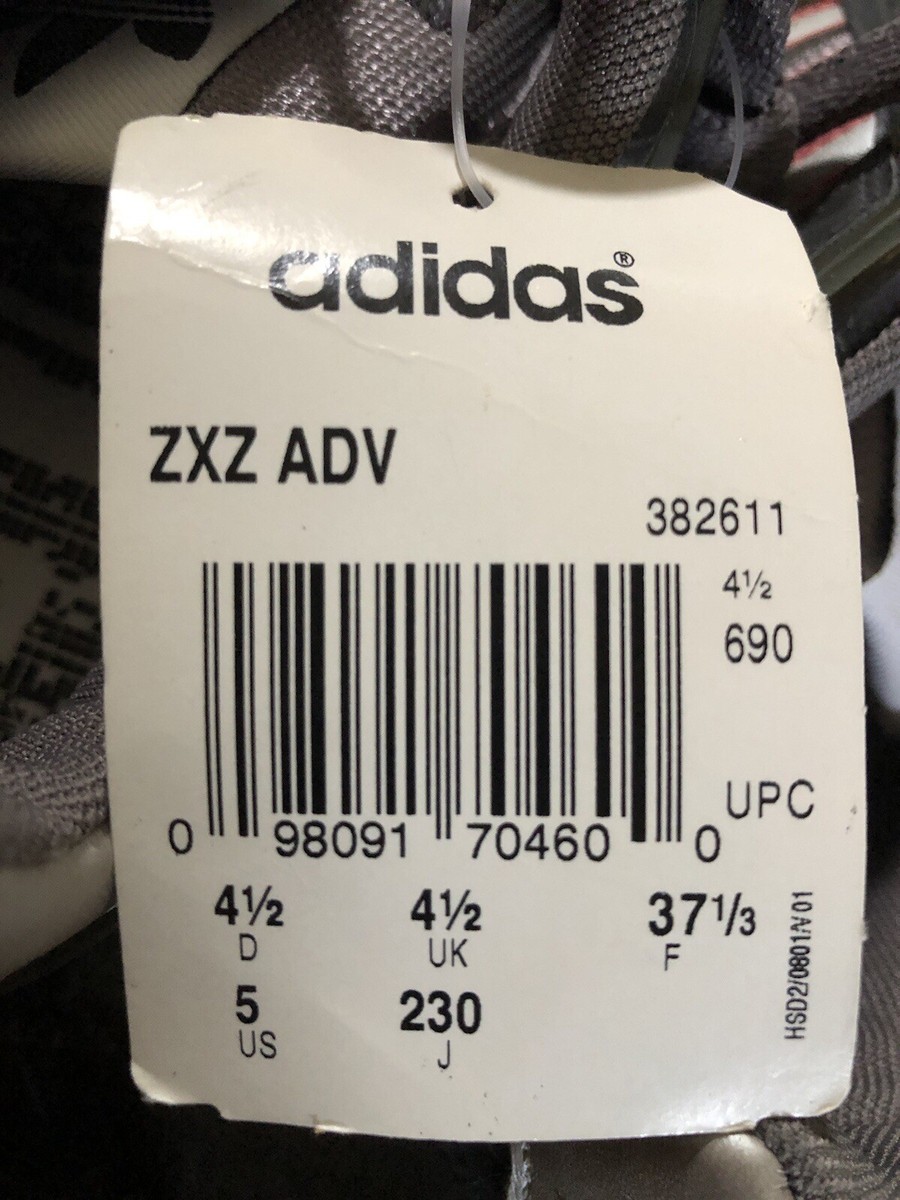 adidas®
ZXZ ADV
382611
4½
690
UPC
0 98091 70460 0
4½ 4½ 37⅓
D UK F
5 230
US J
HSD2/0801/V01